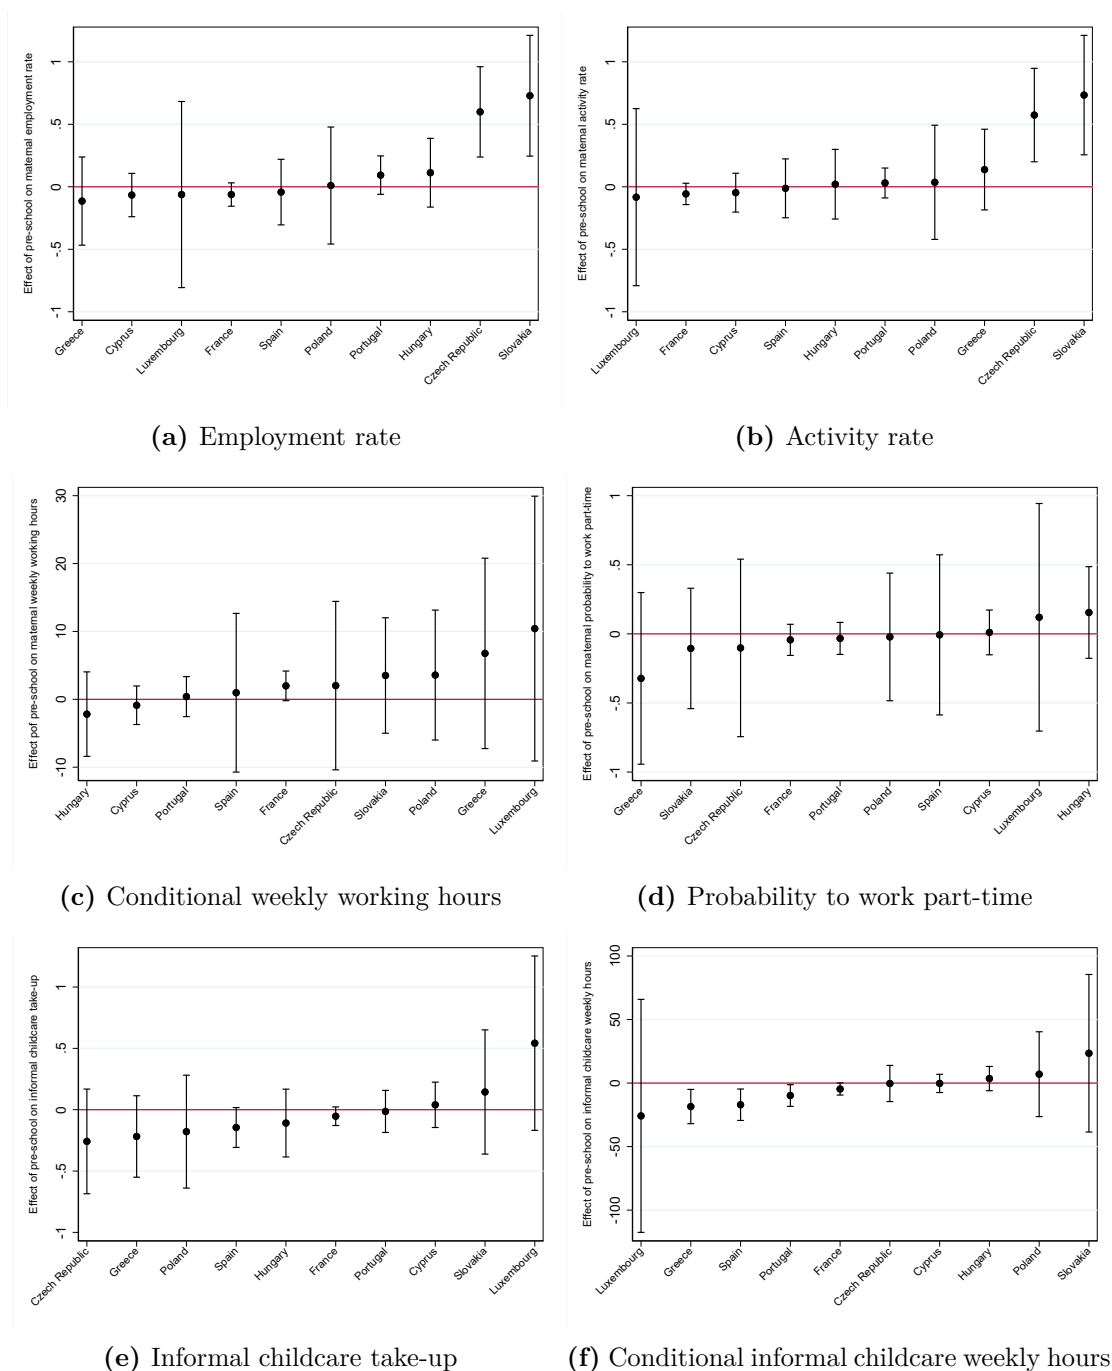 Effect of pre-school on maternal employment rate
1
.5
0
-.5
-1
Greece
Cyprus
Luxembourg
France
Spain
Poland
Portugal
Hungary
Czech Republic
Slovakia
(a) Employment rate
Effect of pre-school on maternal activity rate
1
.5
0
-.5
-1
Luxembourg
France
Cyprus
Spain
Hungary
Portugal
Poland
Greece
Czech Republic
Slovakia
(b) Activity rate
Effect pof pre-school on maternal weekly working hours
30
20
10
0
-10
Hungary
Cyprus
Portugal
Spain
France
Czech Republic
Slovakia
Poland
Greece
Luxembourg
(c) Conditional weekly working hours
Effect of pre-school on maternal probability to work part-time
1
.5
0
-.5
-1
Greece
Slovakia
Czech Republic
France
Portugal
Poland
Spain
Cyprus
Luxembourg
Hungary
(d) Probability to work part-time
Effect of pre-school on informal childcare take-up
1
.5
0
-.5
-1
Czech Republic
Greece
Poland
Spain
Hungary
France
Portugal
Cyprus
Slovakia
Luxembourg
(e) Informal childcare take-up
Effect of pre-school on informal childcare weekly hours
100
50
0
-50
-100
Luxembourg
Greece
Spain
Portugal
France
Czech Republic
Cyprus
Hungary
Poland
Slovakia
(f) Conditional informal childcare weekly hours